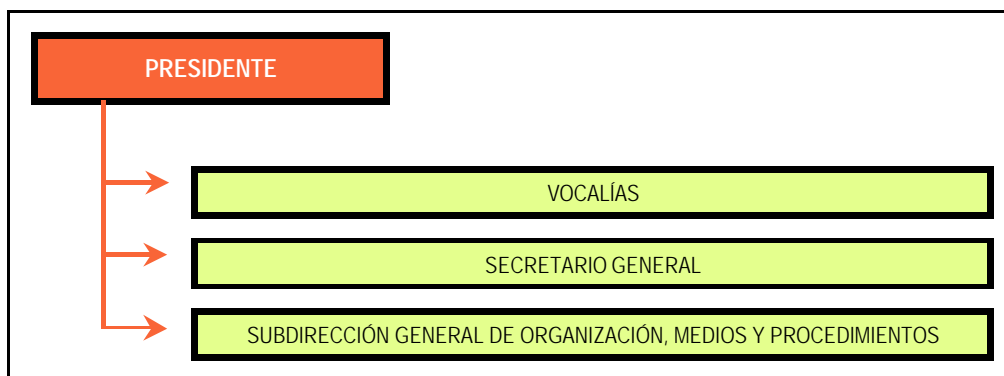 PRESIDENTE
VOCALÍAS
SECRETARIO GENERAL
SUBDIRECCIÓN GENERAL DE ORGANIZACIÓN, MEDIOS Y PROCEDIMIENTOS